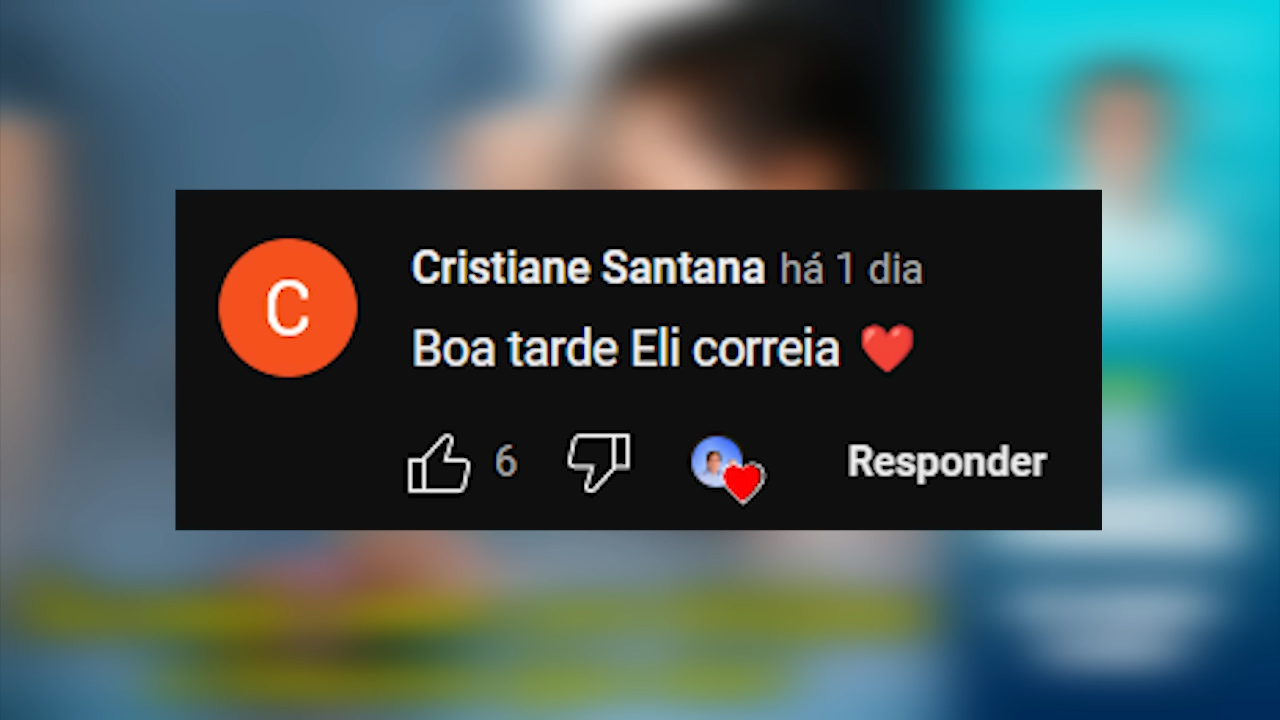 C
Cristiane Santana há 1 dia
Boa tarde Eli correia ❤️
6 Responder